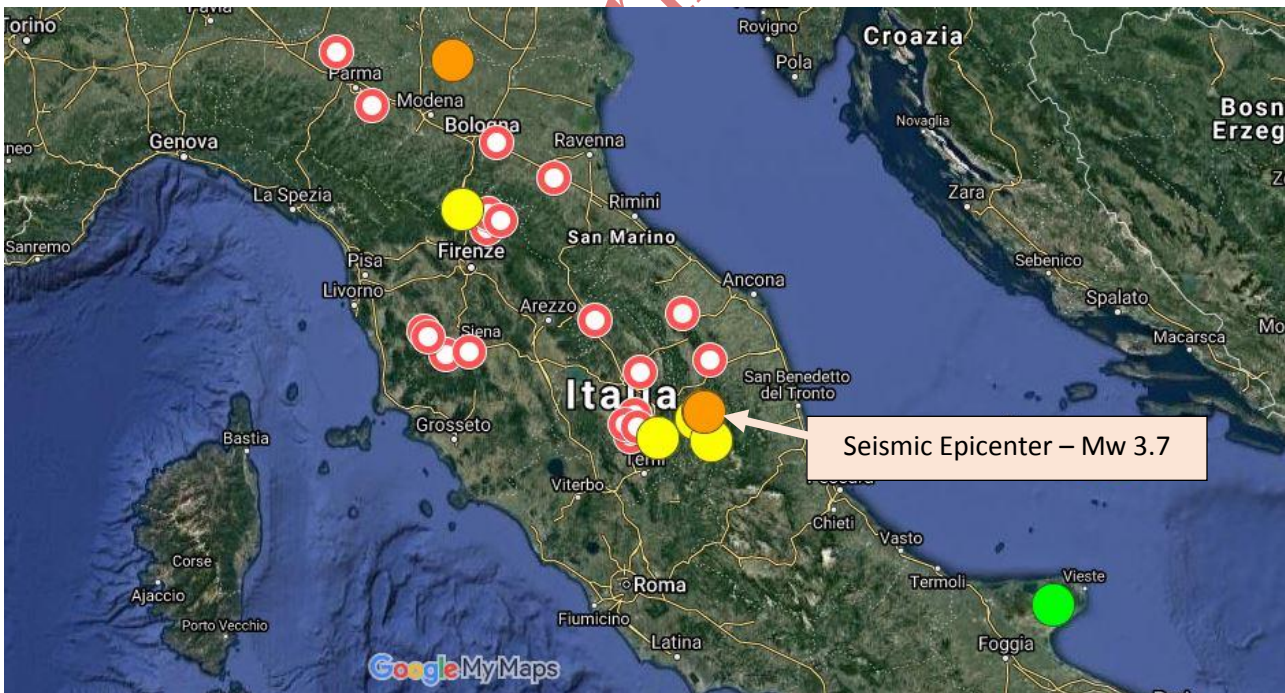 Torino
Rovigno
Croazia
Pola
Parma
Modena
Bologna
Novaglia
Bosn
Erzeg
Genova
Ravenna
La Spezia
Zara
Rimini
Sanremo
San Marino
Firenze
Pisa
Sebenico
Livorno
Ancona
Arezzo
Spalato
Siena
Macarsca
Mo
San Benedetto
del Tronto
Italia
Grosseto
Bastia
Seismic Epicenter – Mw 3.7
Terni
Viterbo
Chieti
Vasto
Corse
Termoli
Vieste
Roma
Ajaccio
Fiumicino
Porto Vecchio
Foggia
Latina
Google My Maps